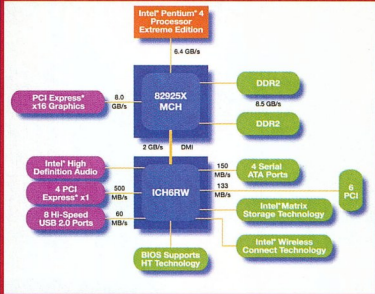 Intel® Pentium® 4
Processor
Extreme Edition
6.4 GB/s
PCI Express*
x16 Graphics
8.0
GB/s
82925X
MCH
DDR2
8.5 GB/s
DDR2
2 GB/s
DMI
Intel® High
Definition Audio
4 PCI
Express* x1
500
MB/s
8 Hi-Speed
USB 2.0 Ports
60
MB/s
ICH6RW
150
MB/s
4 Serial
ATA Ports
133
MB/s
6
PCI
Intel® Matrix
Storage Technology
Intel® Wireless
Connect Technology
BIOS Supports
HT Technology